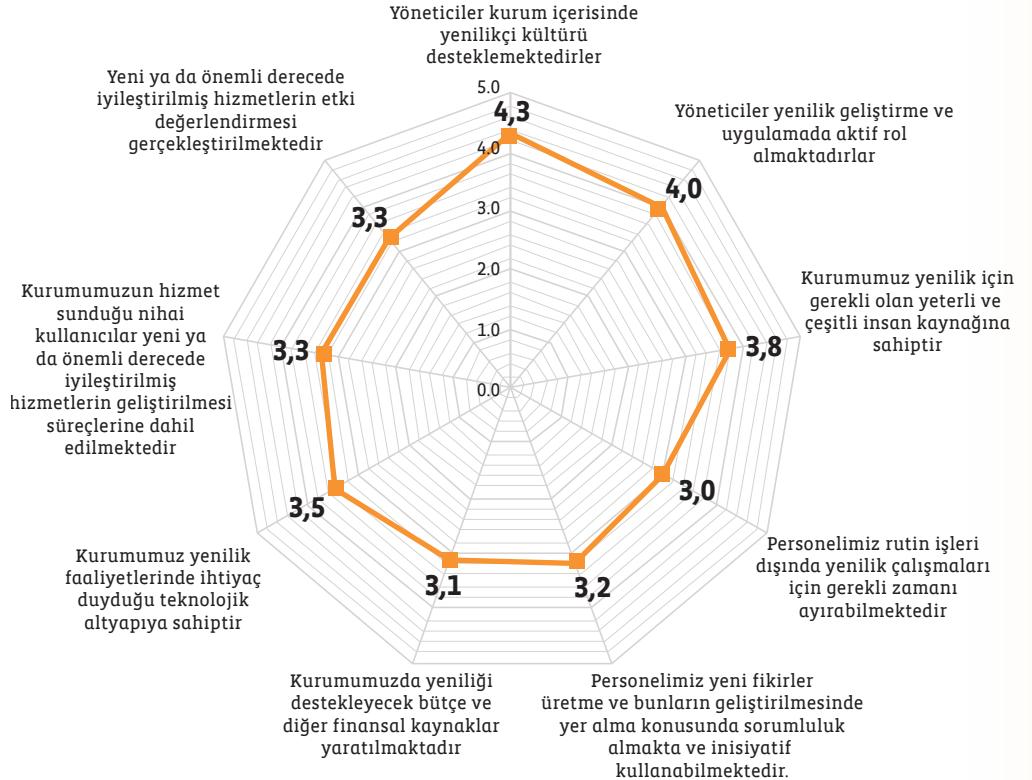 Yöneticiler kurum içerisinde
yenilikçi kültürü
desteklemektedirler
Yeni ya da önemli derecede
iyileştirilmiş hizmetlerin etki
değerlendirmesi
gerçekleştirilmektedir
Yöneticiler yenilik geliştirme ve
uygulamada aktif rol
almaktadırlar
5.0
4,3
4.0
4,0
3,3
3.0
2.0
Kurumumuz yenilik için
gerekli olan yeterli ve
çeşitli insan kaynağına
sahiptir
Kurumumuzun hizmet
sunduğu nihai
kullanıcılar yeni ya
da önemli derecede
iyileştirilmiş
hizmetlerin geliştirilmesi
süreçlerine dahil
edilmektedir
1.0
3,3
3,8
0.0
3,5
3,0
Kurumumuz yenilik
faaliyetlerinde ihtiyaç
duyduğu teknolojik
altyapıya sahiptir
Personelimiz rutin işleri
dışında yenilik çalışmaları
için gerekli zamanı
ayırabilmektedir
3,1
3,2
Kurumumuzda yeniliği
destekleyecek bütçe ve
diğer finansal kaynaklar
yaratılmaktadır
Personelimiz yeni fikirler
üretme ve bunların geliştirilmesinde
yer alma konusunda sorumluluk
almakta ve inisiyatif
kullanabilmektedir.